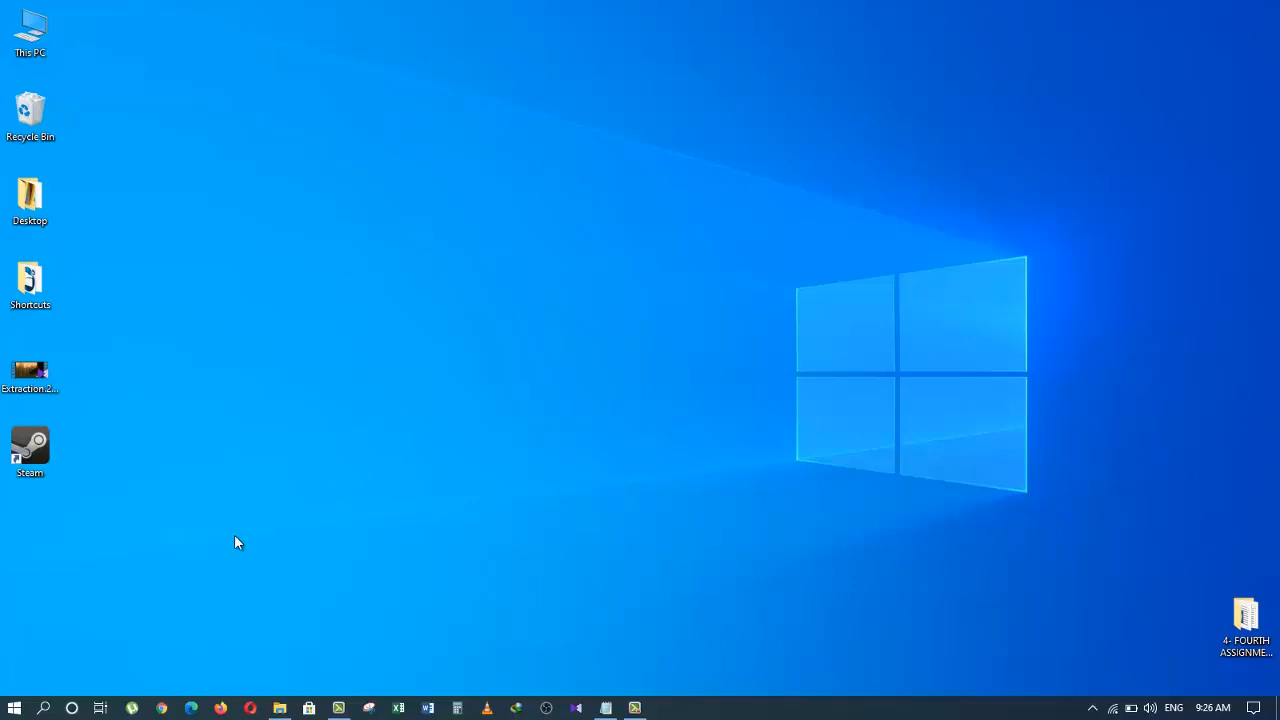 This PC
Recycle Bin
Desktop
Shortcuts
Extraction.2...
Steam
4- FOURTH
ASSIGNME...
ENG
9:26 AM